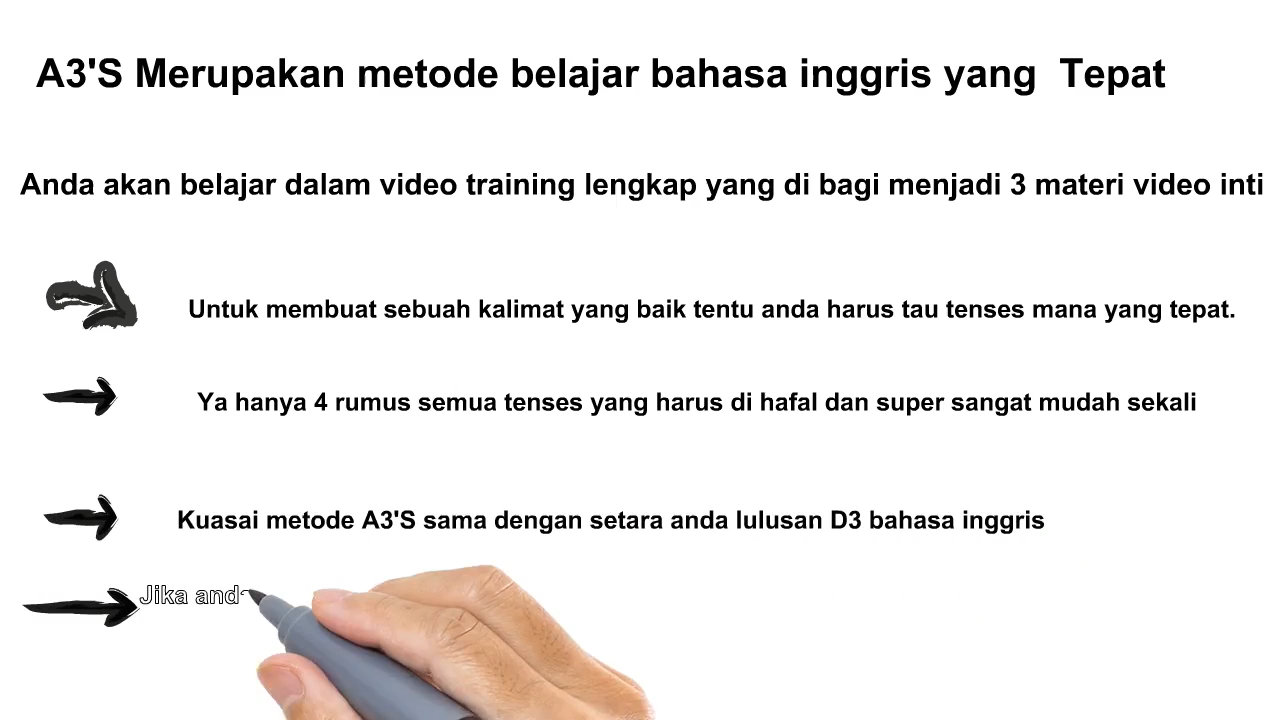 A3'S Merupakan metode belajar bahasa inggris yang Tepat
Anda akan belajar dalam video training lengkap yang di bagi menjadi 3 materi video inti
Untuk membuat sebuah kalimat yang baik tentu anda harus tau tenses mana yang tepat.
Ya hanya 4 rumus semua tenses yang harus di hafal dan super sangat mudah sekali
Kuasai metode A3'S sama dengan setara anda lulusan D3 bahasa inggris
Jika and